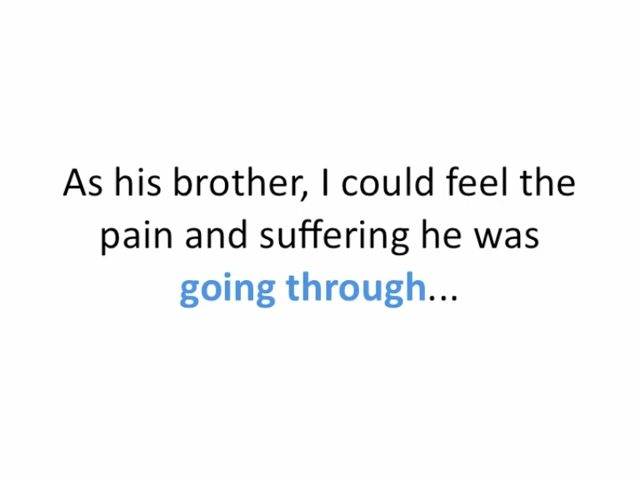 As his brother, I could feel the
pain and suffering he was
going through...